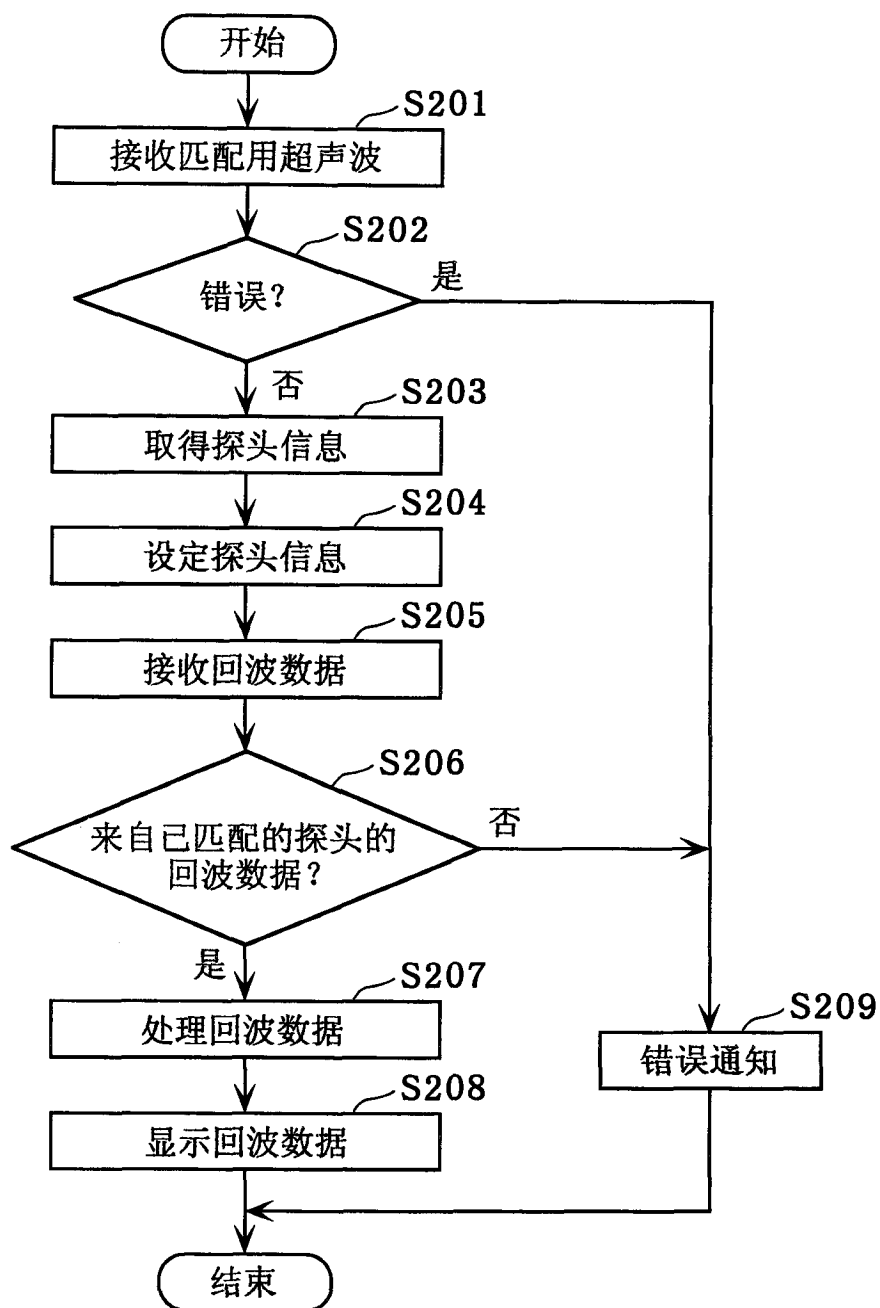 开始
S201
接收匹配用超声波
S202
错误?
是
否
S203
取得探头信息
S204
设定探头信息
S205
接收回波数据
S206
来自已匹配的探头的
回波数据?
否
是
S207
处理回波数据
S209
错误通知
S208
显示回波数据
结束